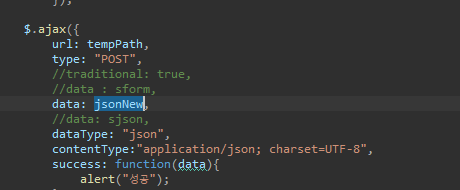 });
$.ajax({
url: tempPath,
type: "POST",
//traditional: true,
//data : sform,
data: jsonNew,
//data: sjson,
dataType: "json",
contentType:"application/json; charset=UTF-8",
success: function(data){
alert("성공");